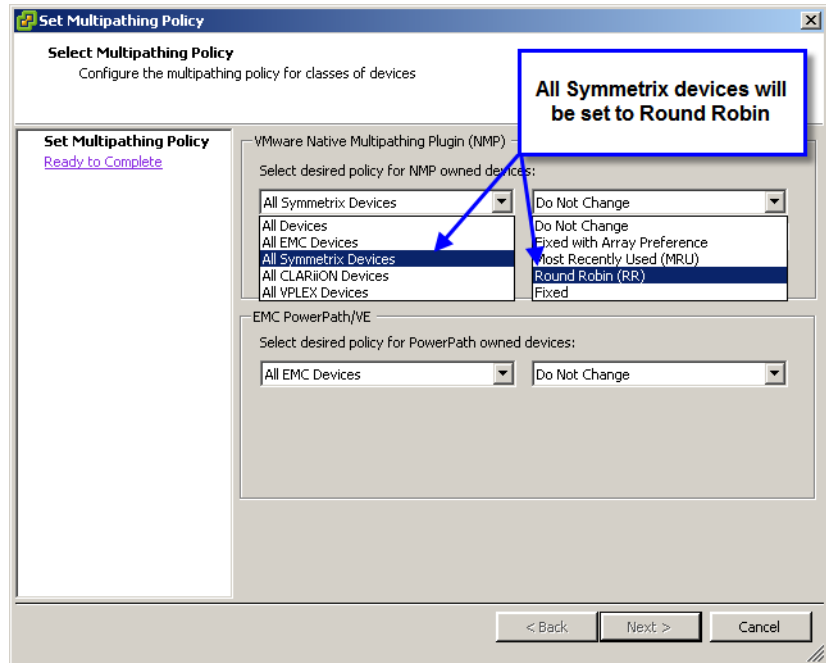 Set Multipathing Policy
Select Multipathing Policy
Configure the multipathing policy for classes of devices
All Symmetrix devices will
be set to Round Robin
Set Multipathing Policy
Ready to Complete
VMware Native Multipathing Plugin (NMP)
Select desired policy for NMP owned devices:
All Symmetrix Devices
Do Not Change
All Devices
All EMC Devices
All Symmetrix Devices
All CLARiiON Devices
All VPLEX Devices
Do Not Change
Fixed with Array Preference
Most Recently Used (MRU)
Round Robin (RR)
Fixed
EMC PowerPath/VE
Select desired policy for PowerPath owned devices:
All EMC Devices
Do Not Change
< Back
Next >
Cancel